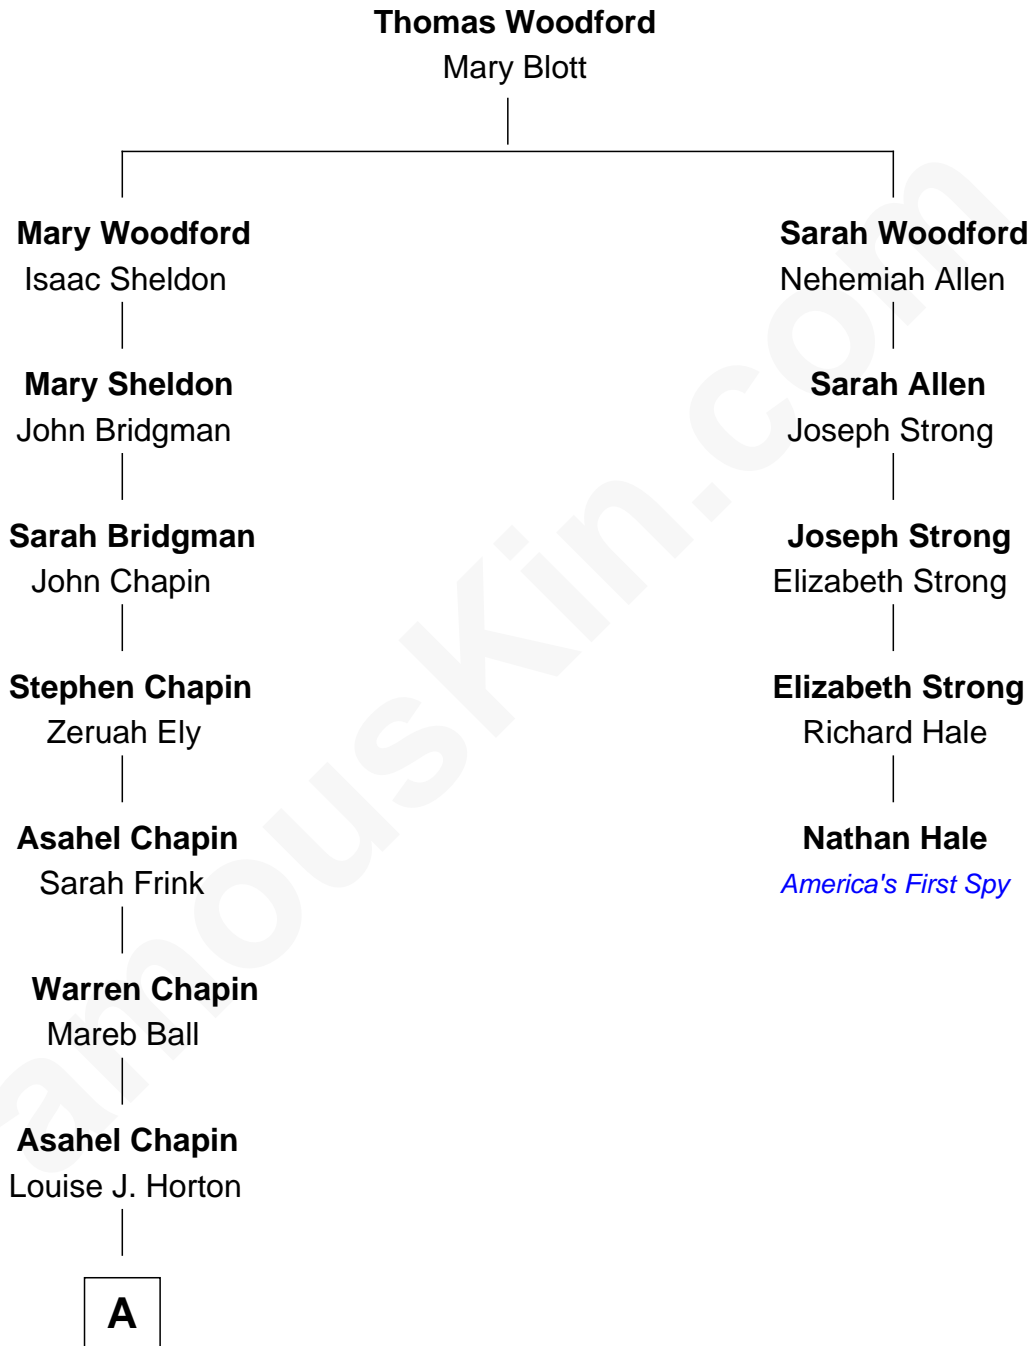 Thomas Woodford
Mary Blott
Mary Woodford
Isaac Sheldon
Sarah Woodford
Nehemiah Allen
Mary Sheldon
John Bridgman
Sarah Allen
Joseph Strong
Sarah Bridgman
John Chapin
Joseph Strong
Elizabeth Strong
Stephen Chapin
Zeruah Ely
Elizabeth Strong
Richard Hale
Asahel Chapin
Sarah Frink
Nathan Hale
America's First Spy
Warren Chapin
Mareb Ball
Asahel Chapin
Louise J. Horton
A
amousKin.com